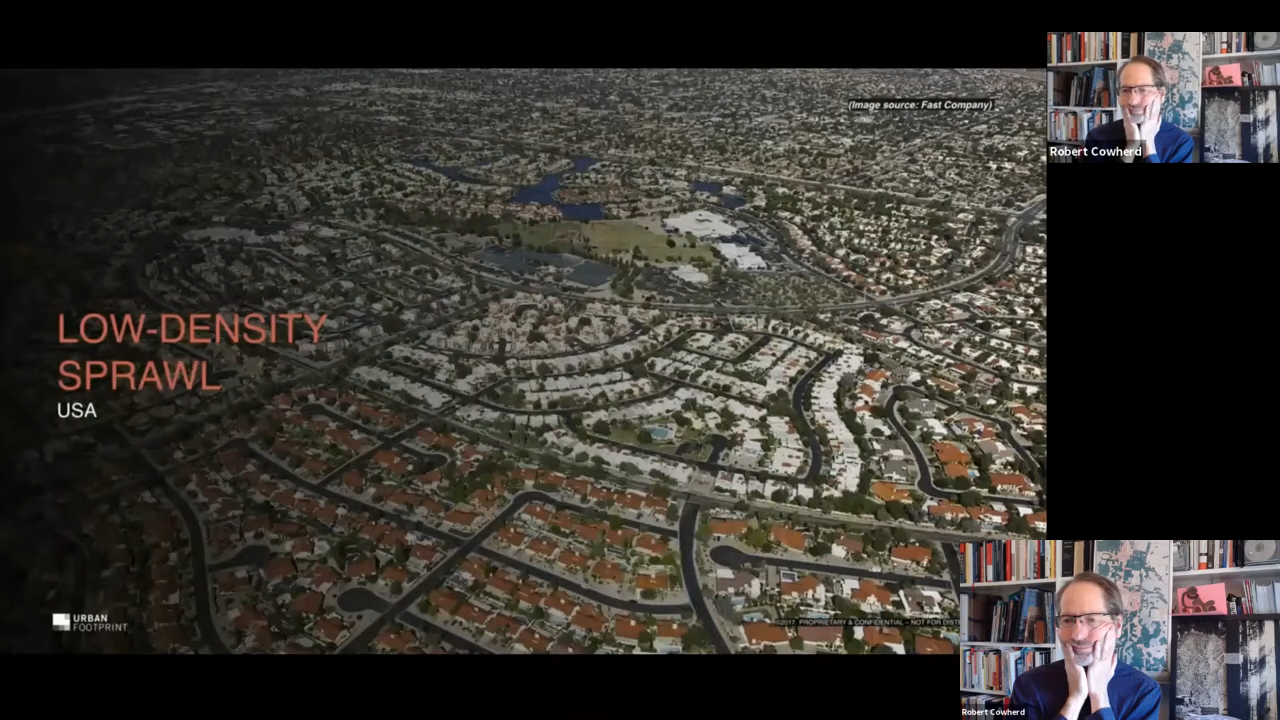 (Image source: Fast Company)
Robert Cowherd
LOW-DENSITY
SPRAWL
USA
URBAN
FOOTPRINT
©2017, PROPRIETARY & CONFIDENTIAL – NOT FOR
Robert Cowherd